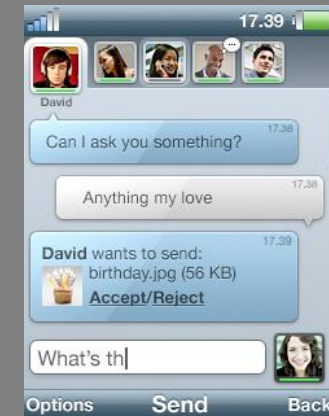 17.39
David
17.38
Can I ask you something?
17.38
Anything my love
17.39
David wants to send:
birthday.jpg (56 KB)
Accept/Reject
What's th
Options Send Back